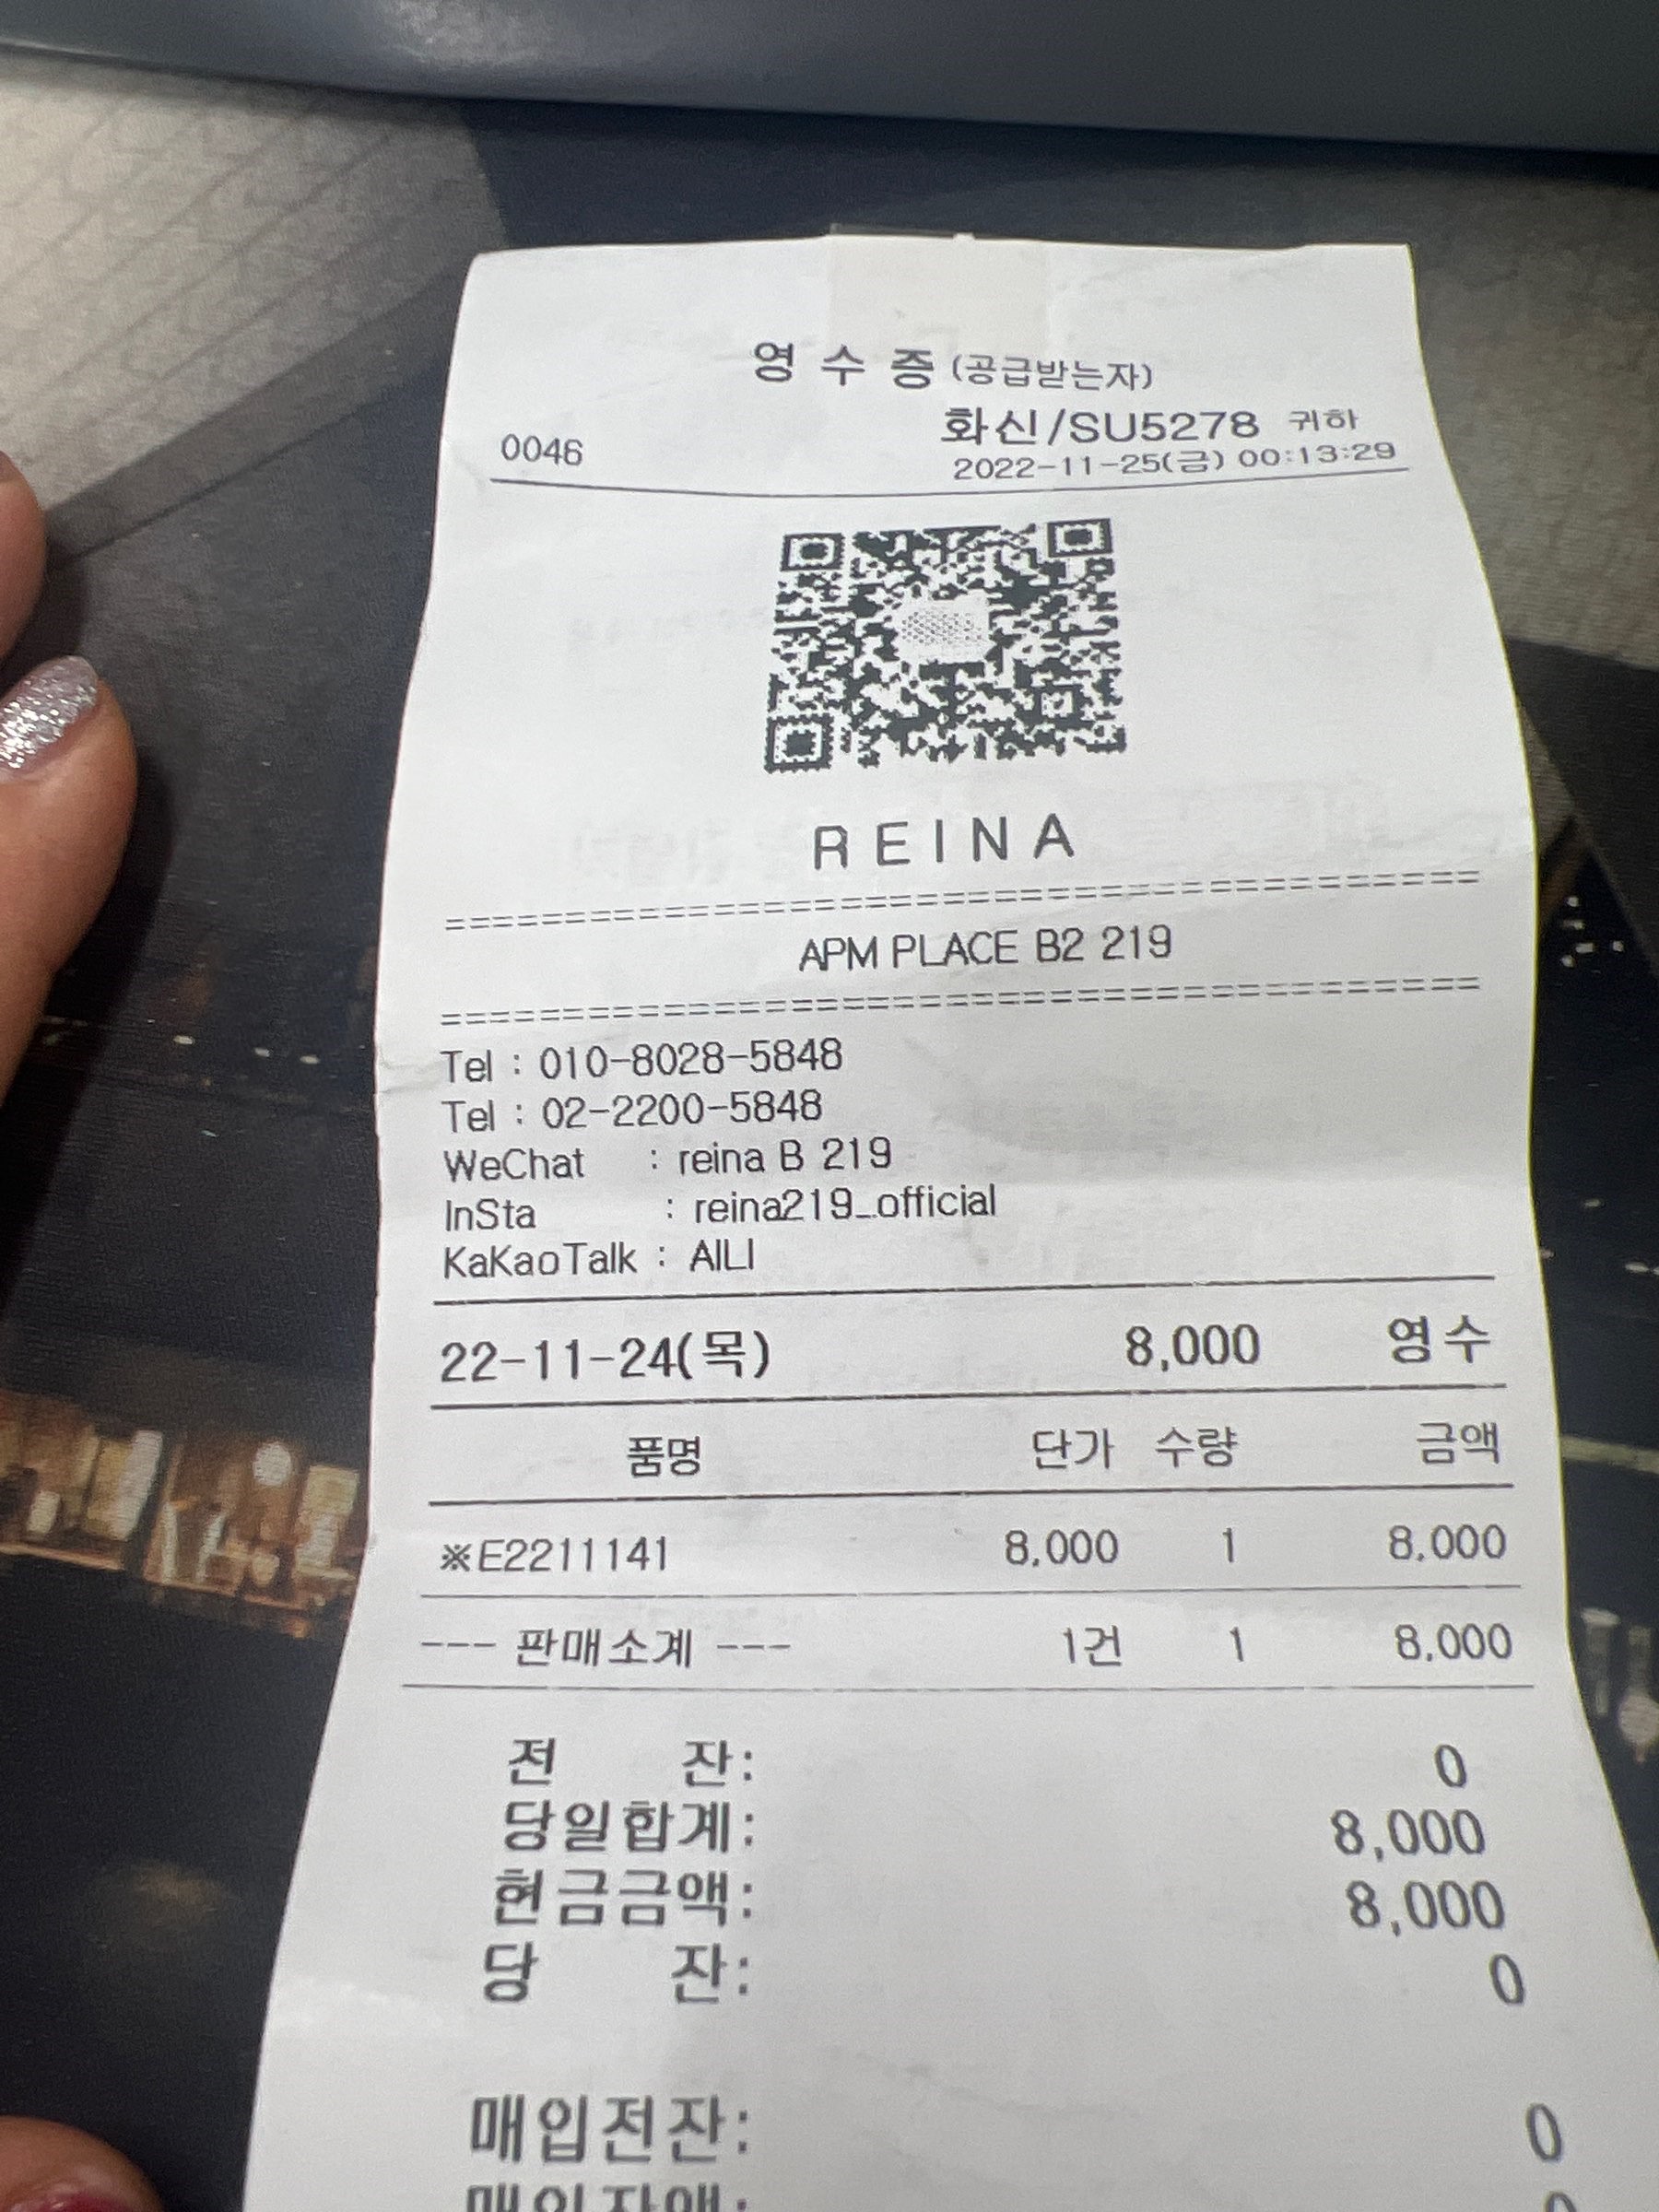 영 수 증 (공급받는자)
화신/SU5278 귀하
0046 2022-11-25(금) 00:13:29
REINA
===================================
APM PLACE B2 219
===================================
Tel : 010-8028-5848
Tel : 02-2200-5848
WeChat : reina B 219
InSta : reina219_official
KaKaoTalk : AILI
22-11-24(목) 8,000 영수
품명 단가 수량 금액
※E2211141 8,000 1 8,000
--- 판매소계 --- 1건 1 8,000
전 잔: 0
당일합계: 8,000
현금금액: 8,000
당 잔: 0
매입전잔: 0